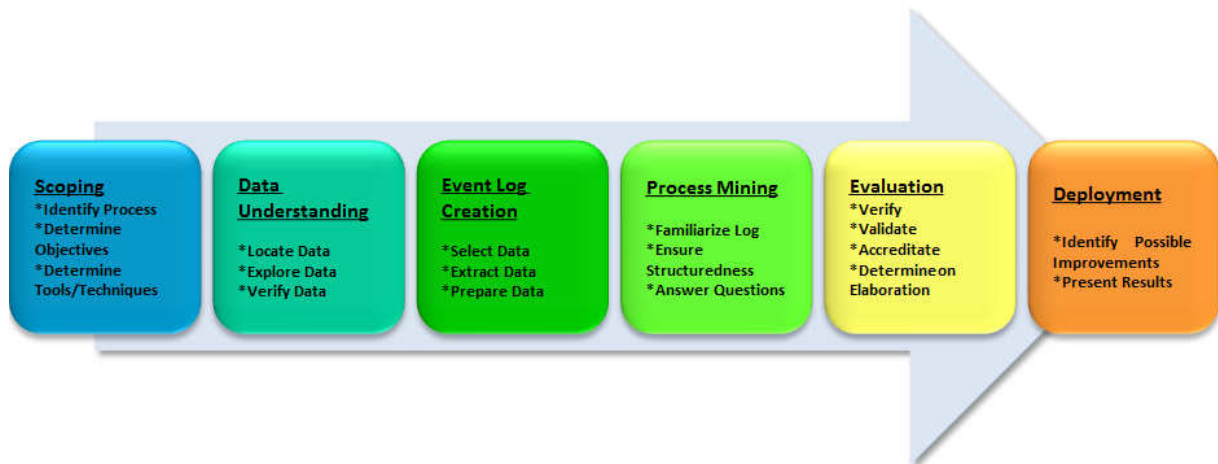 Scoping
*Identify Process
*Determine
Objectives
*Determine
Tools/Techniques
Data
Understanding
*Locate Data
*Explore Data
*Verify Data
Event Log
Creation
*Select Data
*Extract Data
*Prepare Data
Process Mining
*Familiarize Log
*Ensure
Structuredness
*Answer Questions
Evaluation
*Verify
*Validate
*Accreditate
*Determine on
Elaboration
Deployment
*Identify Possible
Improvements
*Present Results